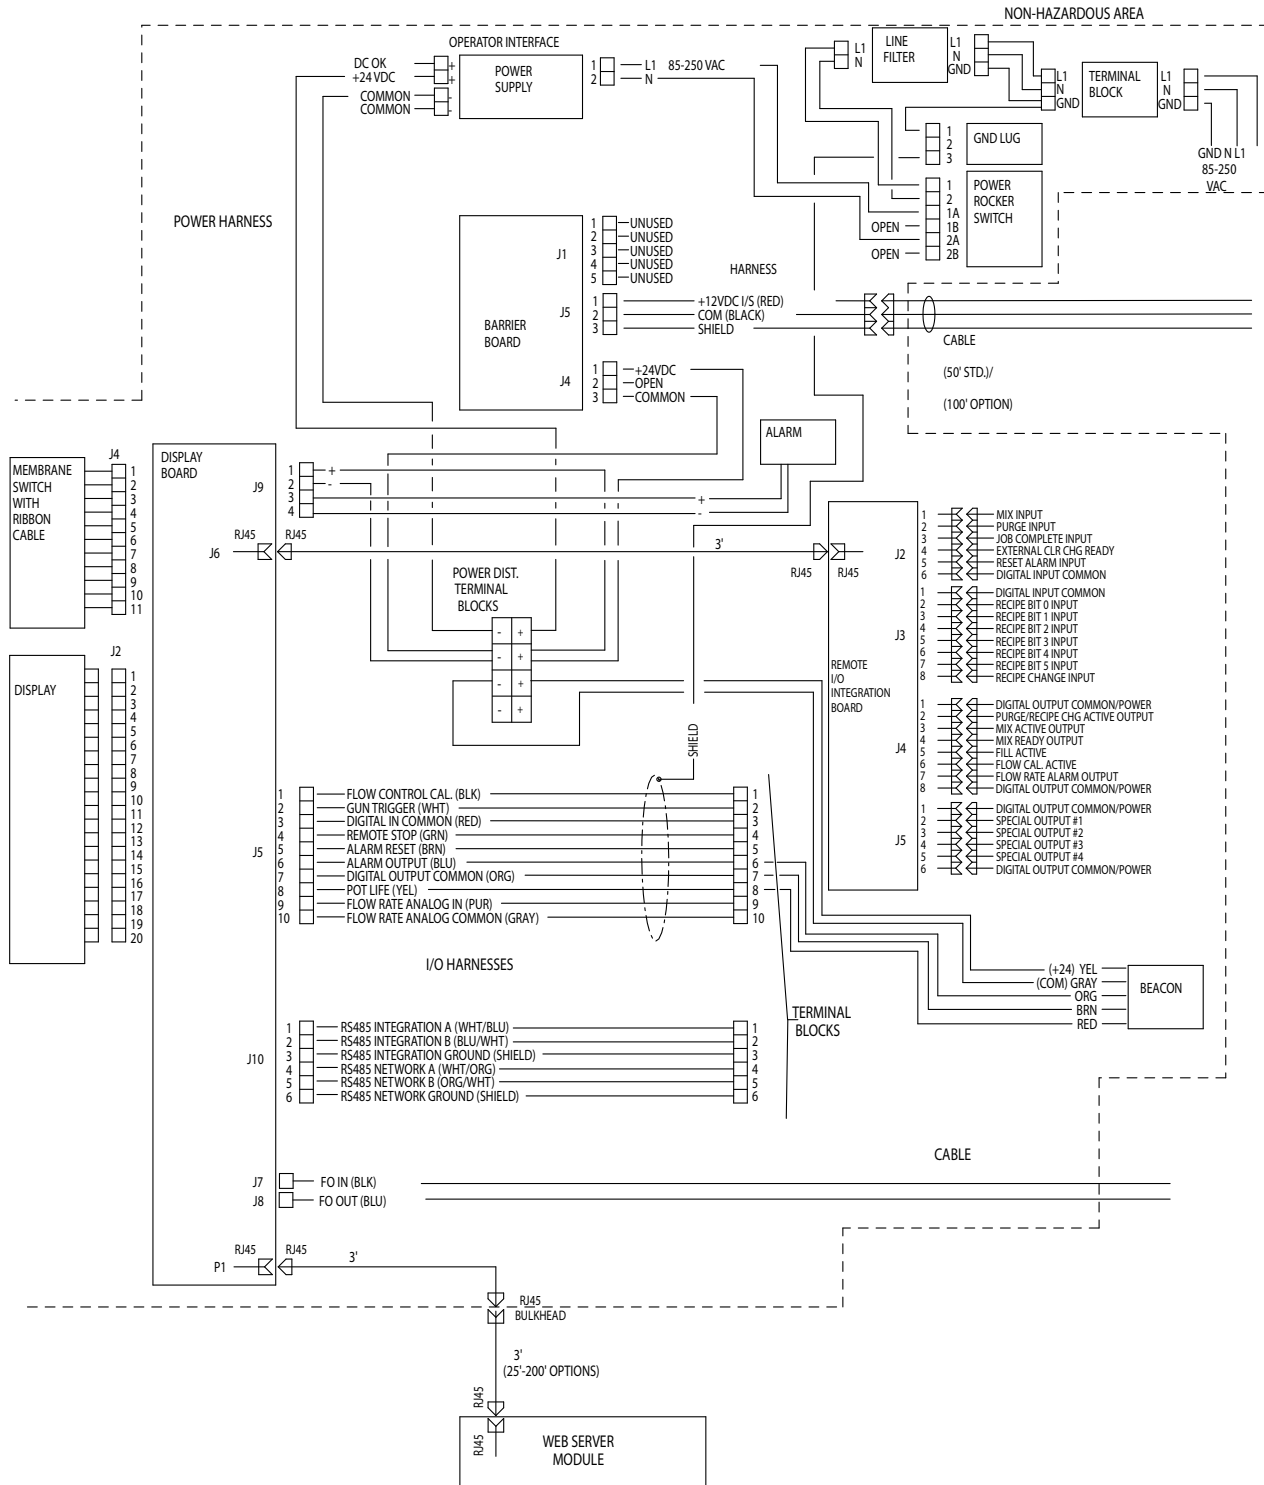 NON-HAZARDOUS AREA
OPERATOR INTERFACE
DC OK
+24 VDC
COMMON
COMMON
+
+
-
-
POWER
SUPPLY
1
2
L1 85-250 VAC
N
L1
N
LINE
FILTER
L1
N
GND
L1
N
GND
TERMINAL
BLOCK
L1
N
GND
GND N L1
85-250
VAC
1
2
3
GND LUG
1
2
1A
1B
2A
2B
OPEN
OPEN
POWER
ROCKER
SWITCH
POWER HARNESS
BARRIER
BOARD
J1
1 UNUSED
2 UNUSED
3 UNUSED
4 UNUSED
5 UNUSED
HARNESS
J5
1 +12VDC I/S (RED)
2 COM (BLACK)
3 SHIELD
CABLE
(50' STD.)/
(100' OPTION)
J4
1 +24VDC
2 OPEN
3 COMMON
ALARM
+
-
MEMBRANE
SWITCH
WITH
RIBBON
CABLE
J4
1
2
3
4
5
6
7
8
9
10
11
DISPLAY
BOARD
J9
1 +
2 -
3
4
J6
RJ45
RJ45
3'
RJ45
RJ45
POWER DIST.
TERMINAL
BLOCKS
- +
- +
- +
- +
SHIELD
REMOTE
I/O
INTEGRATION
BOARD
J2
1 MIX INPUT
2 PURGE INPUT
3 JOB COMPLETE INPUT
4 EXTERNAL CLR CHG READY
5 RESET ALARM INPUT
6 DIGITAL INPUT COMMON
J3
1 DIGITAL INPUT COMMON
2 RECIPE BIT 0 INPUT
3 RECIPE BIT 1 INPUT
4 RECIPE BIT 2 INPUT
5 RECIPE BIT 3 INPUT
6 RECIPE BIT 4 INPUT
7 RECIPE BIT 5 INPUT
8 RECIPE CHANGE INPUT
J4
1 DIGITAL OUTPUT COMMON/POWER
2 PURGE/RECIPE CHG ACTIVE OUTPUT
3 MIX ACTIVE OUTPUT
4 MIX READY OUTPUT
5 FILL ACTIVE
6 FLOW CAL. ACTIVE
7 FLOW RATE ALARM OUTPUT
8 DIGITAL OUTPUT COMMON/POWER
J5
1 DIGITAL OUTPUT COMMON/POWER
2 SPECIAL OUTPUT #1
3 SPECIAL OUTPUT #2
4 SPECIAL OUTPUT #3
5 SPECIAL OUTPUT #4
6 DIGITAL OUTPUT COMMON/POWER
DISPLAY
J2
1
2
3
4
5
6
7
8
9
10
11
12
13
14
15
16
17
18
19
20
J5
1 FLOW CONTROL CAL. (BLK) 1
2 GUN TRIGGER (WHT) 2
3 DIGITAL IN COMMON (RED) 3
4 REMOTE STOP (GRN) 4
5 ALARM RESET (BRN) 5
6 ALARM OUTPUT (BLU) 6
7 DIGITAL OUTPUT COMMON (ORG) 7
8 POT LIFE (YEL) 8
9 FLOW RATE ANALOG IN (PUR) 9
10 FLOW RATE ANALOG COMMON (GRAY) 10
I/O HARNESSES
(+24) YEL
(COM) GRAY
ORG
BRN
RED
BEACON
TERMINAL
BLOCKS
J10
1 RS485 INTEGRATION A (WHT/BLU) 1
2 RS485 INTEGRATION B (BLU/WHT) 2
3 RS485 INTEGRATION GROUND (SHIELD) 3
4 RS485 NETWORK A (WHT/ORG) 4
5 RS485 NETWORK B (ORG/WHT) 5
6 RS485 NETWORK GROUND (SHIELD) 6
CABLE
J7 FO IN (BLK)
J8 FO OUT (BLU)
P1
RJ45
RJ45
3'
RJ45
BULKHEAD
3'
(25'-200' OPTIONS)
RJ45
RJ45
WEB SERVER
MODULE